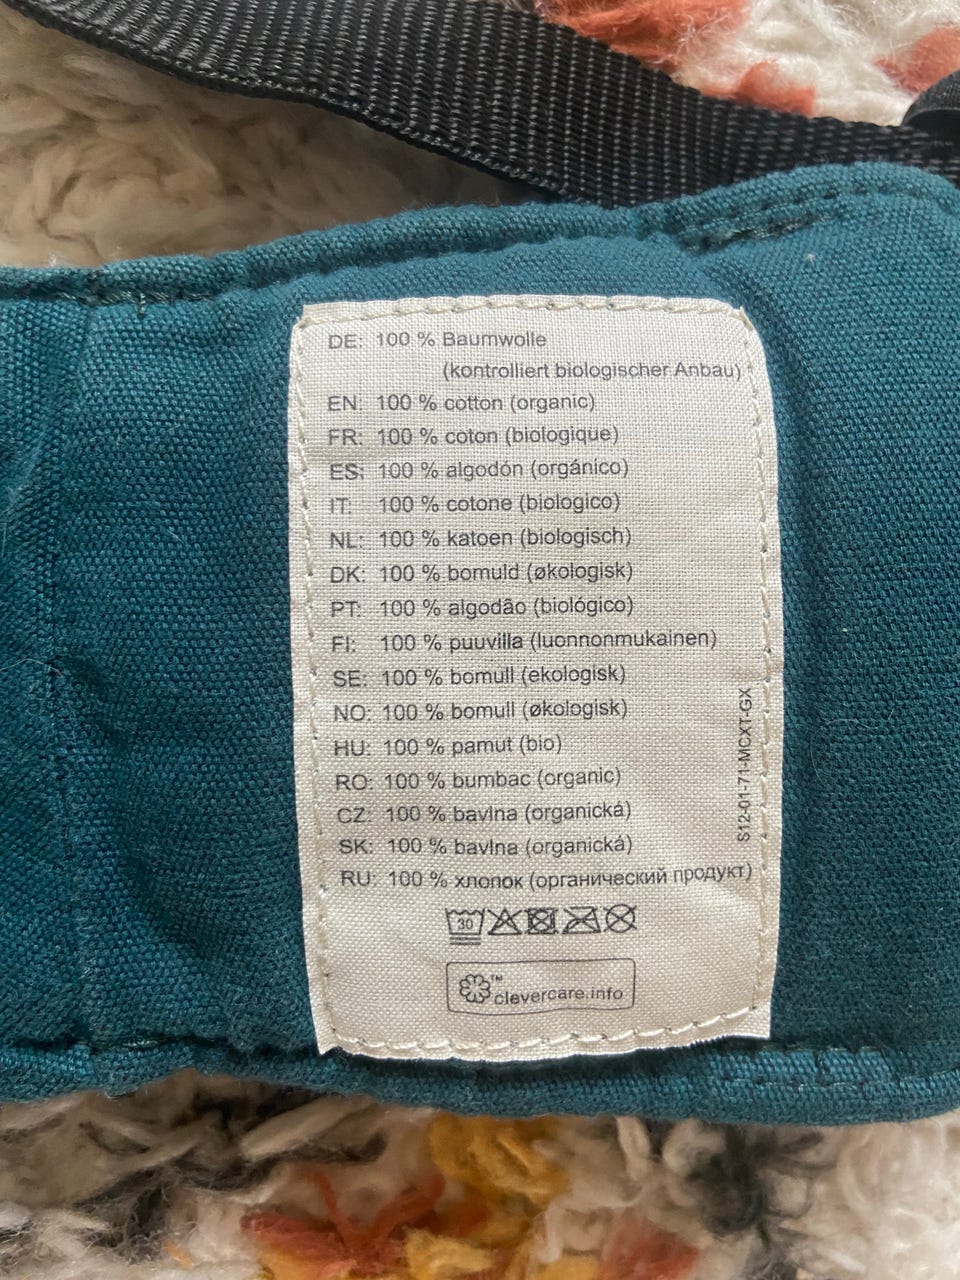 DE: 100 % Baumwolle
(kontrolliert biologischer Anbau)
EN: 100 % cotton (organic)
FR: 100 % coton (biologique)
ES: 100 % algodón (orgánico)
IT: 100 % cotone (biologico)
NL: 100 % katoen (biologisch)
DK: 100 % bomuld (økologisk)
PT: 100 % algodão (biológico)
FI: 100 % puuvilla (luonnonmukainen)
SE: 100 % bomull (ekologisk)
NO: 100 % bomull (økologisk)
HU: 100 % pamut (bio)
RO: 100 % bumbac (organic)
CZ: 100 % bavlna (organická)
SK: 100 % bavlna (organická)
RU: 100 % хлопок (органический продукт)
30
™ clevercare.info
S12-01-71-MCXT-GX